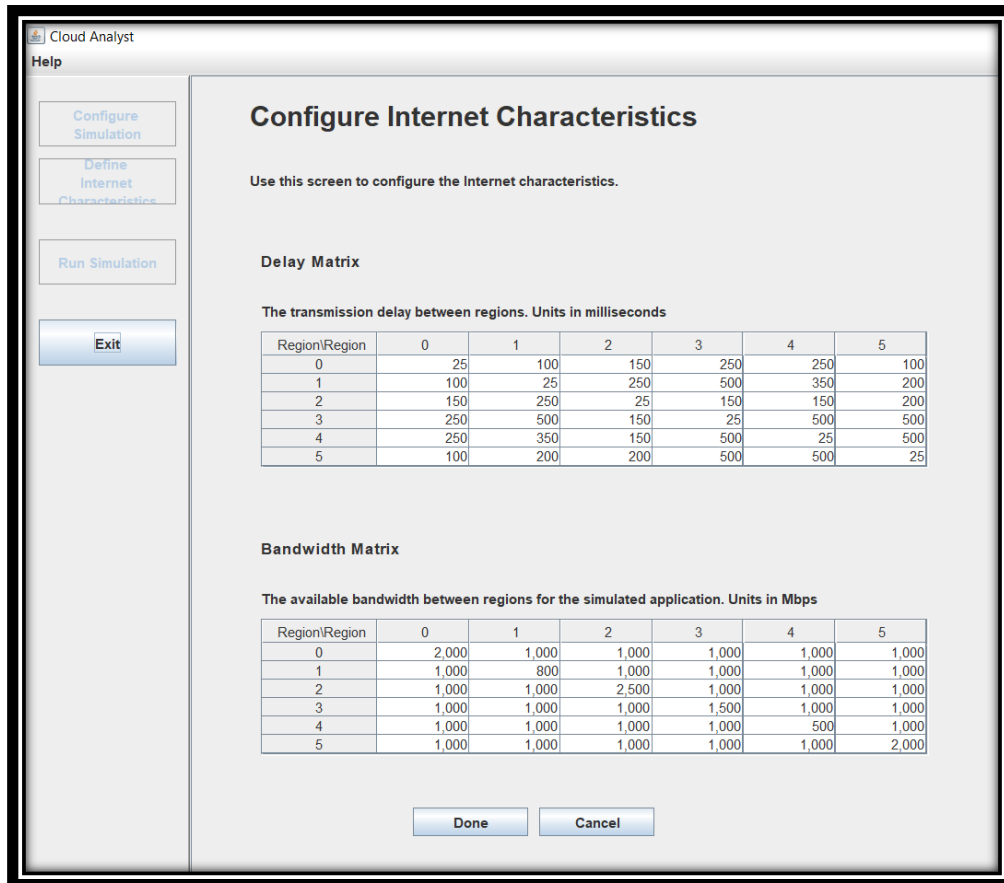 Cloud Analyst
Help
Configure
Simulation
Define
Internet
Characteristics
Run Simulation
Exit
Configure Internet Characteristics
Use this screen to configure the Internet characteristics.
Delay Matrix
The transmission delay between regions. Units in milliseconds
Region\Region 0 1 2 3 4 5
0 25 100 150 250 250 100
1 100 25 250 500 350 200
2 150 250 25 150 150 200
3 250 500 150 25 500 500
4 250 350 150 500 25 500
5 100 200 200 500 500 25
Bandwidth Matrix
The available bandwidth between regions for the simulated application. Units in Mbps
Region\Region 0 1 2 3 4 5
0 2,000 1,000 1,000 1,000 1,000 1,000
1 1,000 800 1,000 1,000 1,000 1,000
2 1,000 1,000 2,500 1,000 1,000 1,000
3 1,000 1,000 1,000 1,500 1,000 1,000
4 1,000 1,000 1,000 1,000 500 1,000
5 1,000 1,000 1,000 1,000 1,000 2,000
Done Cancel